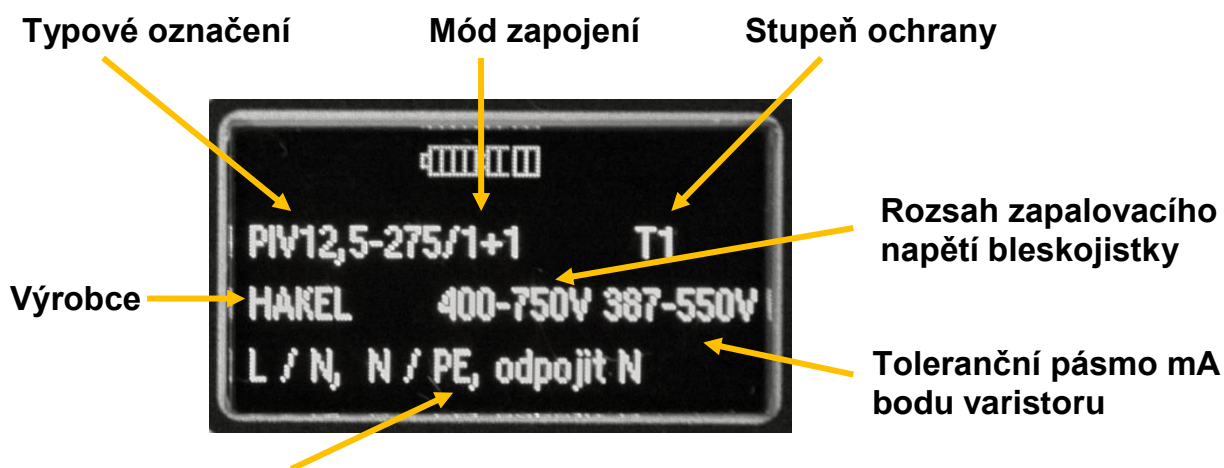 Typové označení Mód zapojení Stupeň ochrany
PIV12,5-275/1+1 T1
Rozsah zapalovacího
napětí bleskojistky
Výrobce
HAKEL 400-750V 387-550V
L / N, N / PE, odpojit N
Toleranční pásmo mA
bodu varistoru